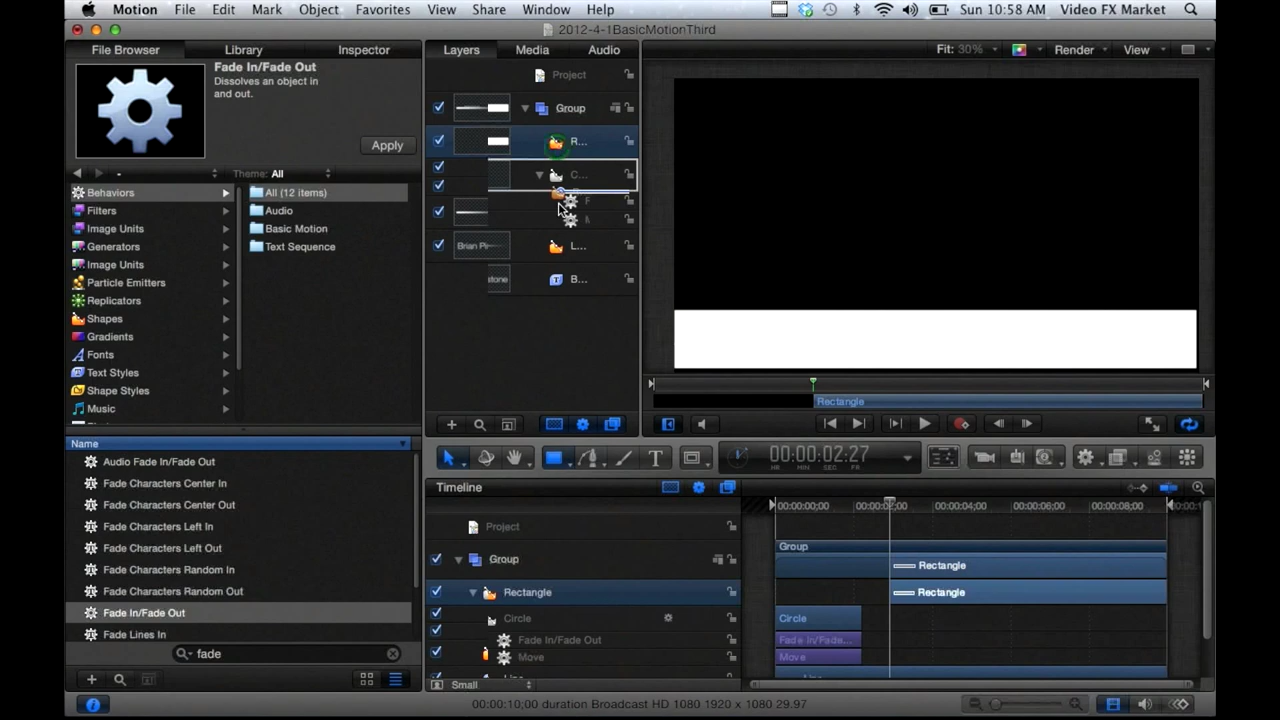 Motion File Edit Mark Object Favorites View Share Window Help Sun 10:58 AM Video FX Market
2012-4-1BasicMotionThird
File Browser Library Inspector Layers Media Audio Fit: 30% Render View
Fade In/Fade Out
Dissolves an object in
and out.
Apply
- Theme: All
Behaviors
Filters
Image Units
Generators
Image Units
Particle Emitters
Replicators
Shapes
Gradients
Fonts
Text Styles
Shape Styles
Music
All (12 items)
Audio
Basic Motion
Text Sequence
Project
Group
R...
C...
F
M
L...
Brian Pi
B...
tone
Rectangle
Name
Audio Fade In/Fade Out
Fade Characters Center In
Fade Characters Center Out
Fade Characters Left In
Fade Characters Left Out
Fade Characters Random In
Fade Characters Random Out
Fade In/Fade Out
Fade Lines In
fade
00:00:02:27
HR MIN SEC FR
Timeline
00:00:00;00 00:00:02;00 00:00:04;00 00:00:06;00 00:00:08;00
Project
Group Group
Rectangle
Rectangle Rectangle
Circle Circle
Fade In/Fade Out Fade In/Fade...
Move Move
Line
Small
00:00:10;00 duration Broadcast HD 1080 1920 x 1080 29.97